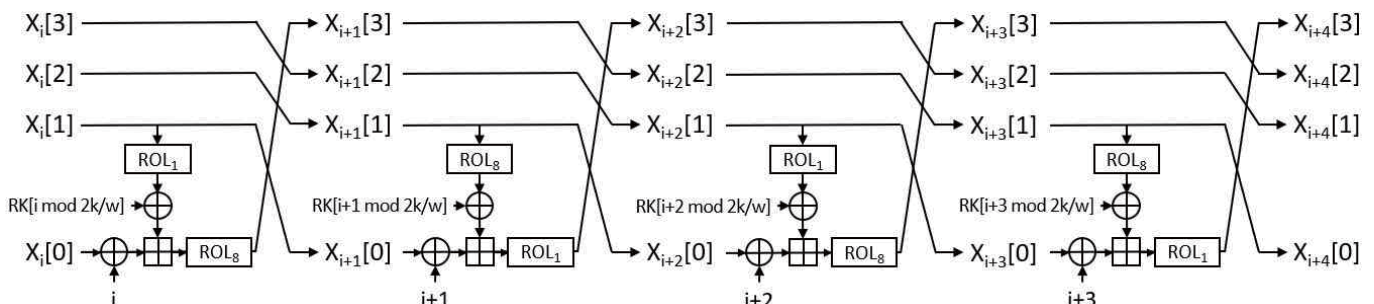 Xi[3] Xi+1[3] Xi+2[3] Xi+3[3] Xi+4[3]
Xi[2] Xi+1[2] Xi+2[2] Xi+3[2] Xi+4[2]
Xi[1] Xi+1[1] Xi+2[1] Xi+3[1] Xi+4[1]
ROL1 ROL8 ROL1 ROL8
RK[i mod 2k/w] RK[i+1 mod 2k/w] RK[i+2 mod 2k/w] RK[i+3 mod 2k/w]
Xi[0] ROL8 Xi+1[0] ROL1 Xi+2[0] ROL8 Xi+3[0] ROL1 Xi+4[0]
i i+1 i+2 i+3